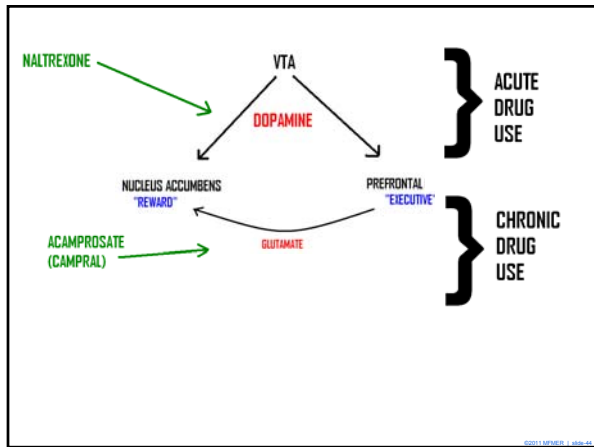 NALTREXONE
VTA
ACUTE
DRUG
USE
DOPAMINE
NUCLEUS ACCUMBENS
"REWARD"
PREFRONTAL
"EXECUTIVE"
CHRONIC
DRUG
USE
GLUTAMATE
ACAMPROSATE
(CAMPRAL)
©2011 MFMER | slide-44